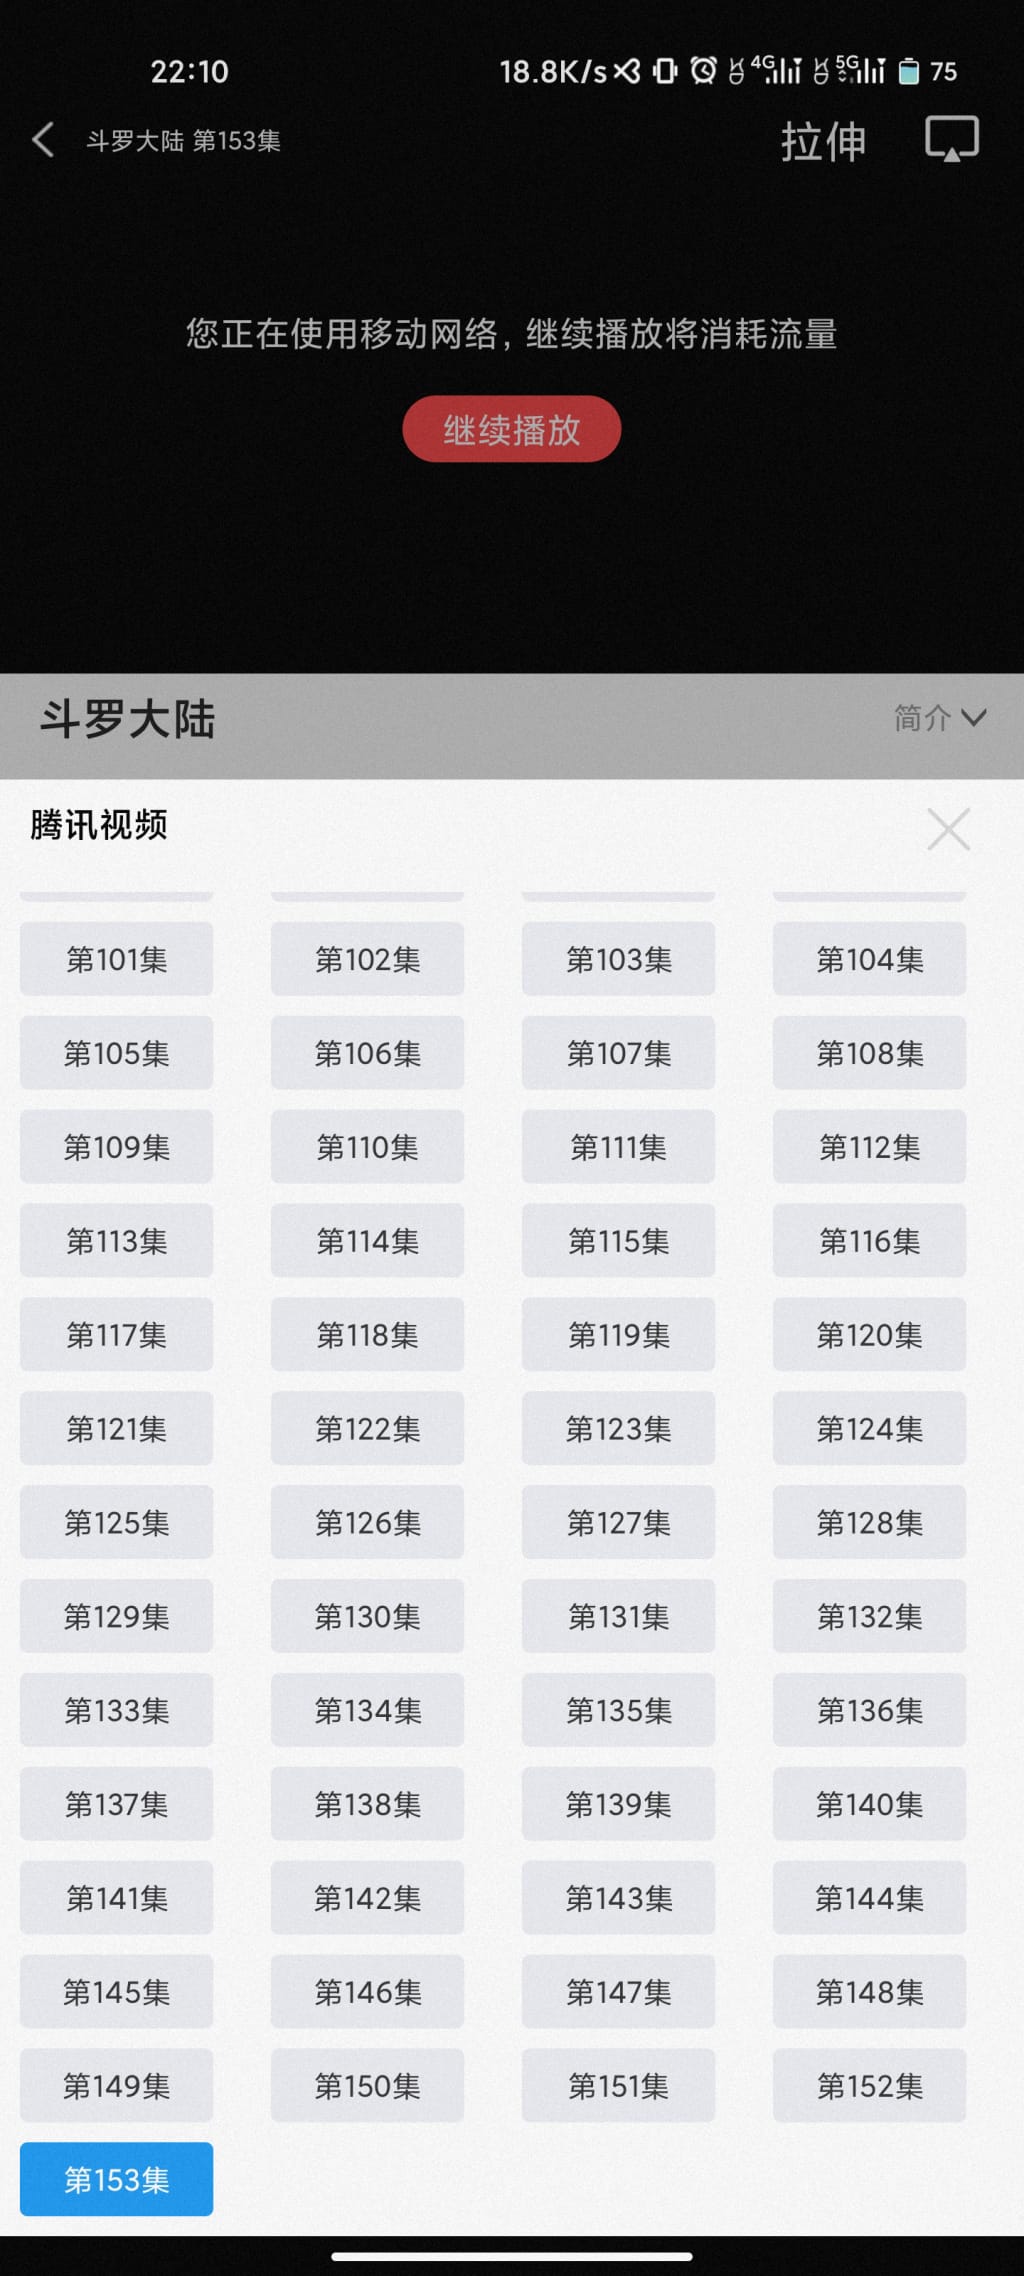 22:10 18.8K/s 4G 5G 75
斗罗大陆 第153集 拉伸
您正在使用移动网络，继续播放将消耗流量
继续播放
斗罗大陆 简介
腾讯视频
第101集 第102集 第103集 第104集
第105集 第106集 第107集 第108集
第109集 第110集 第111集 第112集
第113集 第114集 第115集 第116集
第117集 第118集 第119集 第120集
第121集 第122集 第123集 第124集
第125集 第126集 第127集 第128集
第129集 第130集 第131集 第132集
第133集 第134集 第135集 第136集
第137集 第138集 第139集 第140集
第141集 第142集 第143集 第144集
第145集 第146集 第147集 第148集
第149集 第150集 第151集 第152集
第153集